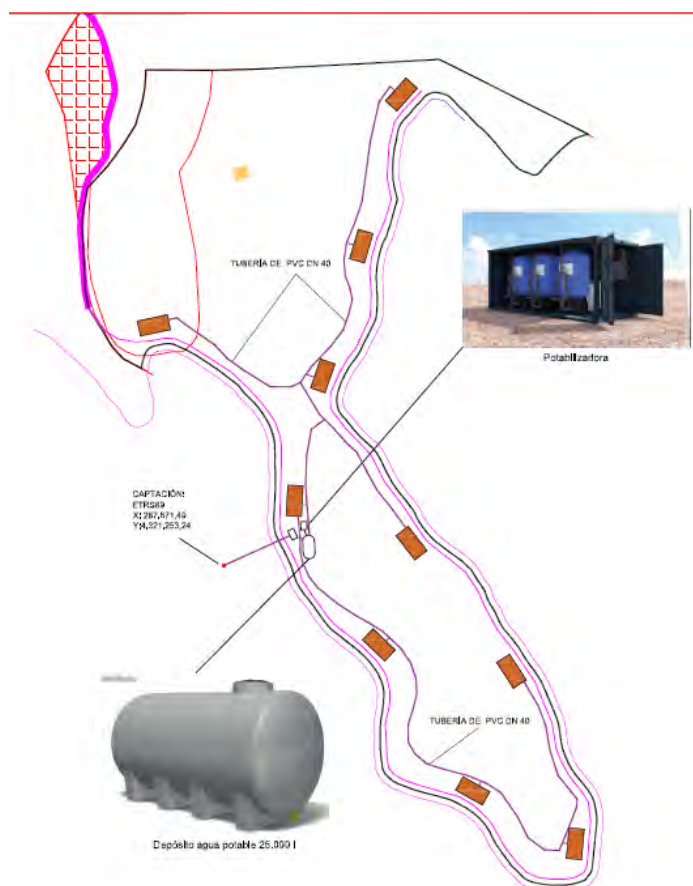 TUBERÍA DE PVC DN 40
Potabilizadora
CAPTACIÓN:
ETRS89
X: 267,571,49
Y:4,321,253,24
TUBERÍA DE PVC DN 40
Depósito agua potable 25.000 l